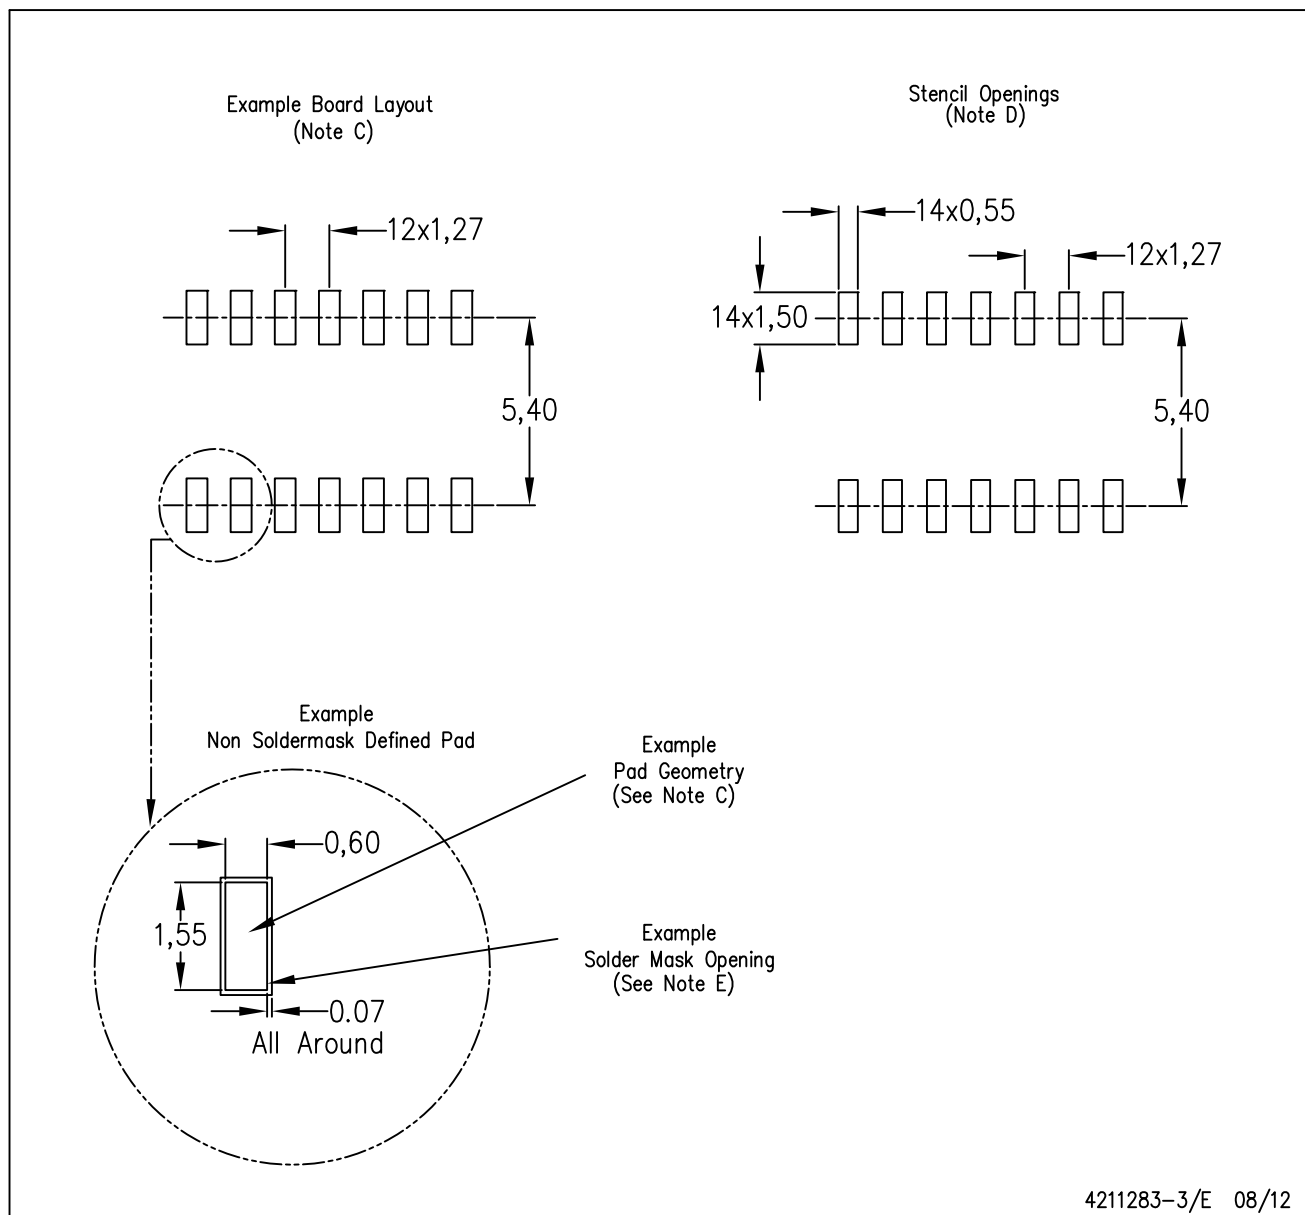 Example Board Layout
(Note C)
Stencil Openings
(Note D)
12x1,27
5,40
14x0,55
12x1,27
14x1,50
5,40
Example
Non Soldermask Defined Pad
Example
Pad Geometry
(See Note C)
0,60
1,55
Example
Solder Mask Opening
(See Note E)
0.07
All Around
4211283-3/E 08/12